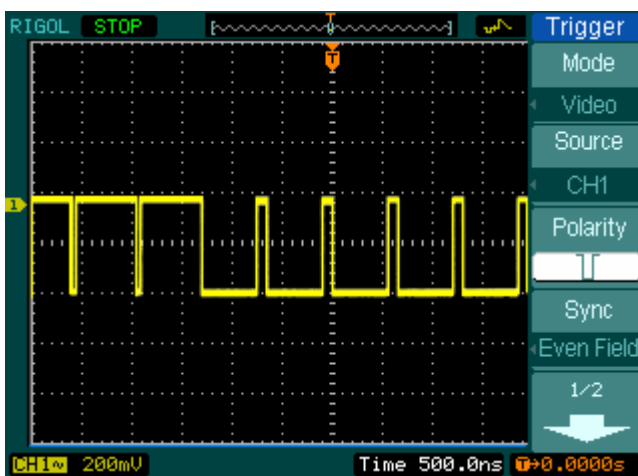 RIGOL STOP T Trigger
T
Mode
Video
Source
1
CH1
Polarity
Sync
Even Field
1/2
CH1~ 200mV Time 500.0ns T→0.0000s